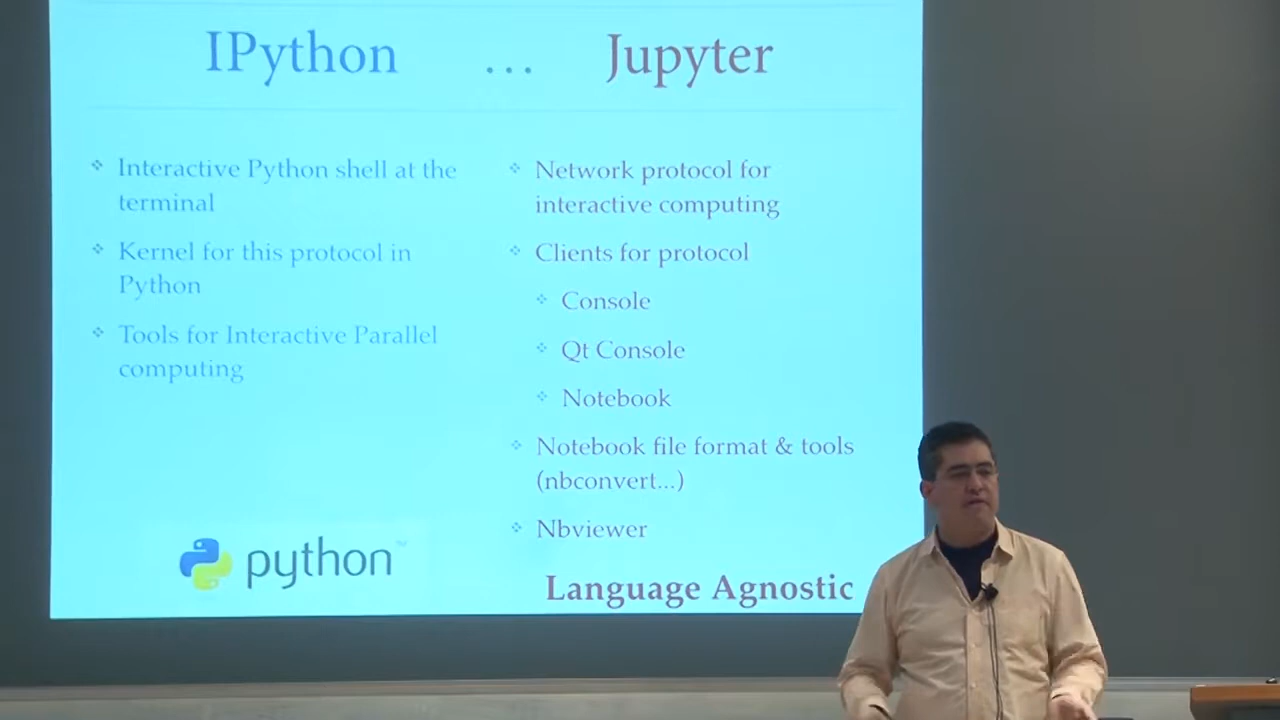 IPython ... Jupyter
Interactive Python shell at the
terminal
Kernel for this protocol in
Python
Tools for Interactive Parallel
computing
Network protocol for
interactive computing
Clients for protocol
Console
Qt Console
Notebook
Notebook file format & tools
(nbconvert...)
Nbviewer
python™
Language Agnostic